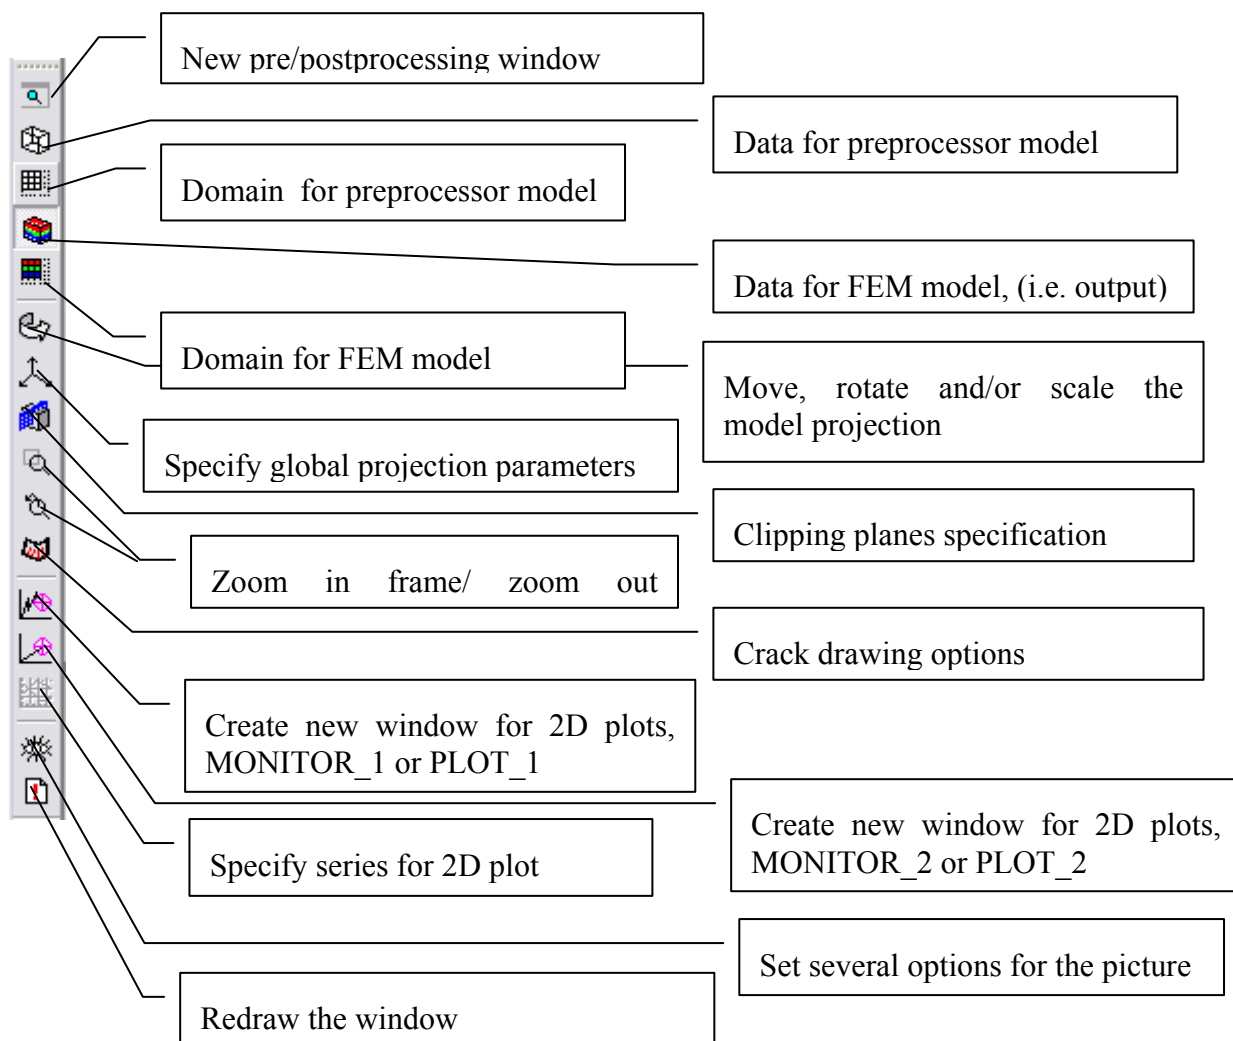 New pre/postprocessing window
Data for preprocessor model
Domain for preprocessor model
Data for FEM model, (i.e. output)
Domain for FEM model
Move, rotate and/or scale the
model projection
Specify global projection parameters
Clipping planes specification
Zoom in frame/ zoom out
Crack drawing options
Create new window for 2D plots,
MONITOR_1 or PLOT_1
Create new window for 2D plots,
MONITOR_2 or PLOT_2
Specify series for 2D plot
Set several options for the picture
Redraw the window